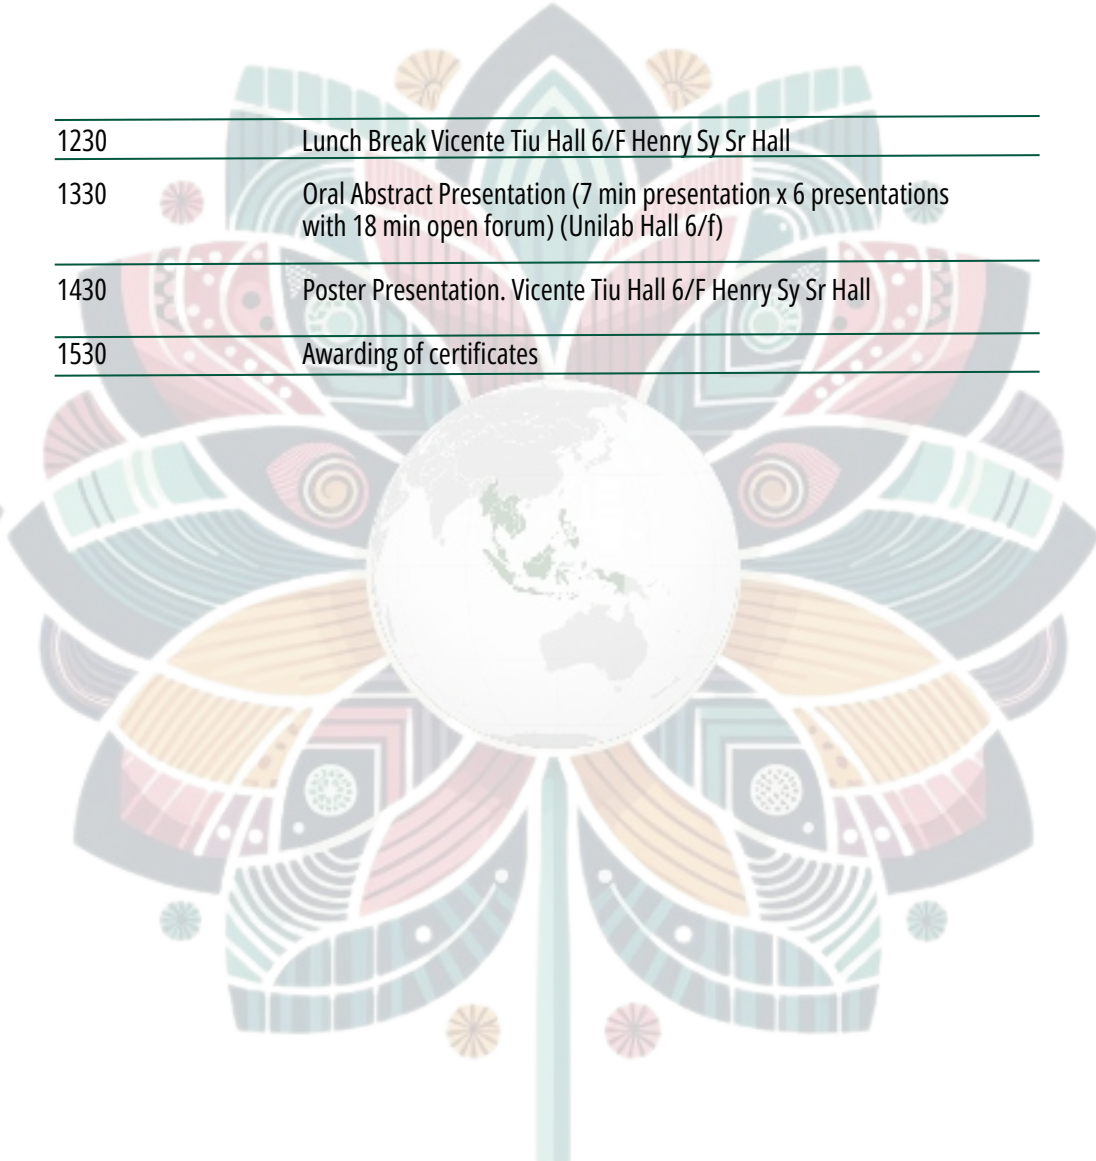 1230 Lunch Break Vicente Tiu Hall 6/F Henry Sy Sr Hall
1330 Oral Abstract Presentation (7 min presentation x 6 presentations
with 18 min open forum) (Unilab Hall 6/f)
1430 Poster Presentation. Vicente Tiu Hall 6/F Henry Sy Sr Hall
1530 Awarding of certificates